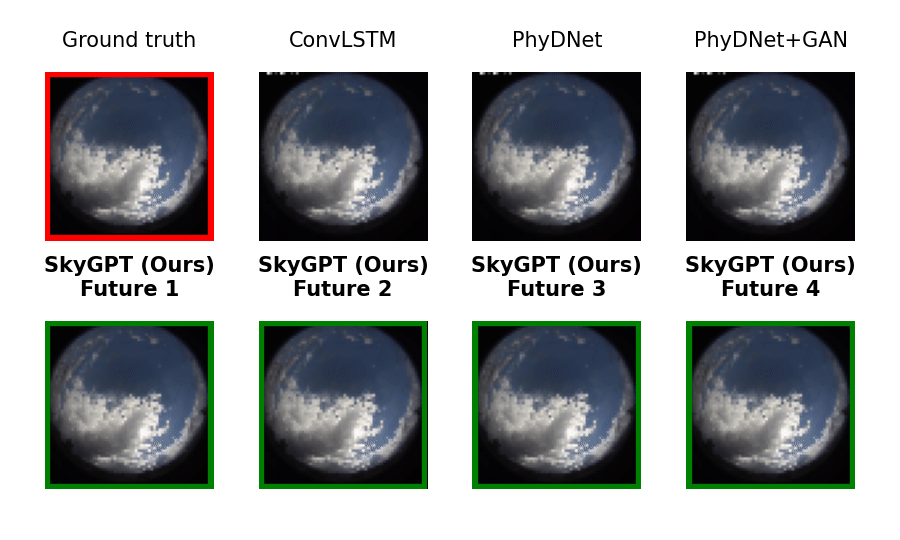 Ground truth
ConvLSTM
PhyDNet
PhyDNet+GAN
SkyGPT (Ours)
Future 1
SkyGPT (Ours)
Future 2
SkyGPT (Ours)
Future 3
SkyGPT (Ours)
Future 4